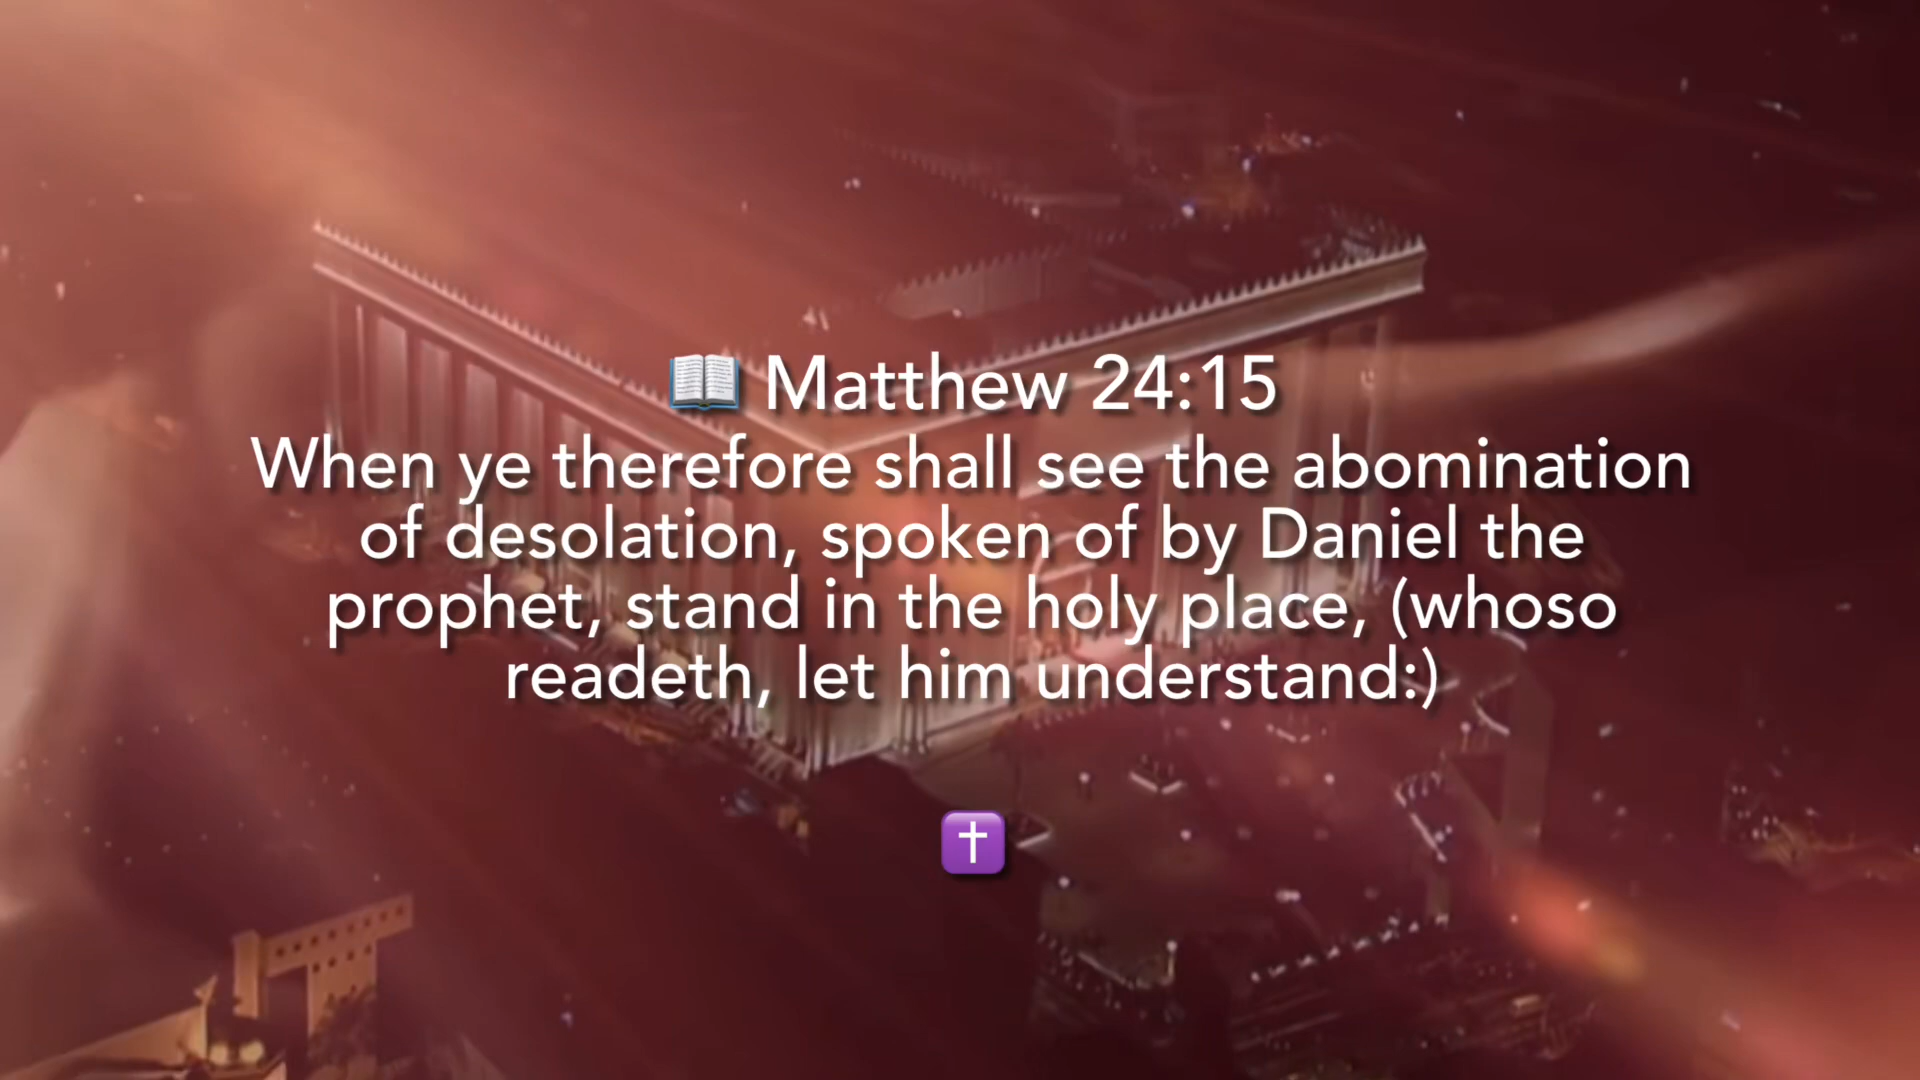 📖 Matthew 24:15
When ye therefore shall see the abomination
of desolation, spoken of by Daniel the
prophet, stand in the holy place, (whoso
readeth, let him understand:)
✝️